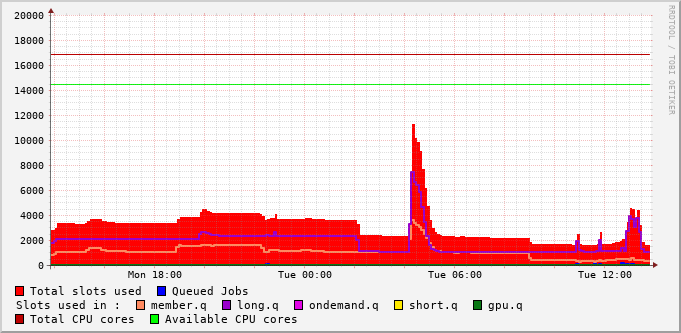 20000
18000
16000
14000
12000
10000
8000
6000
4000
2000
0
Mon 18:00 Tue 00:00 Tue 06:00 Tue 12:00
RRDTOOL / TOBI OETIKER
Total slots used Queued Jobs
Slots used in : member.q long.q ondemand.q short.q gpu.q
Total CPU cores Available CPU cores